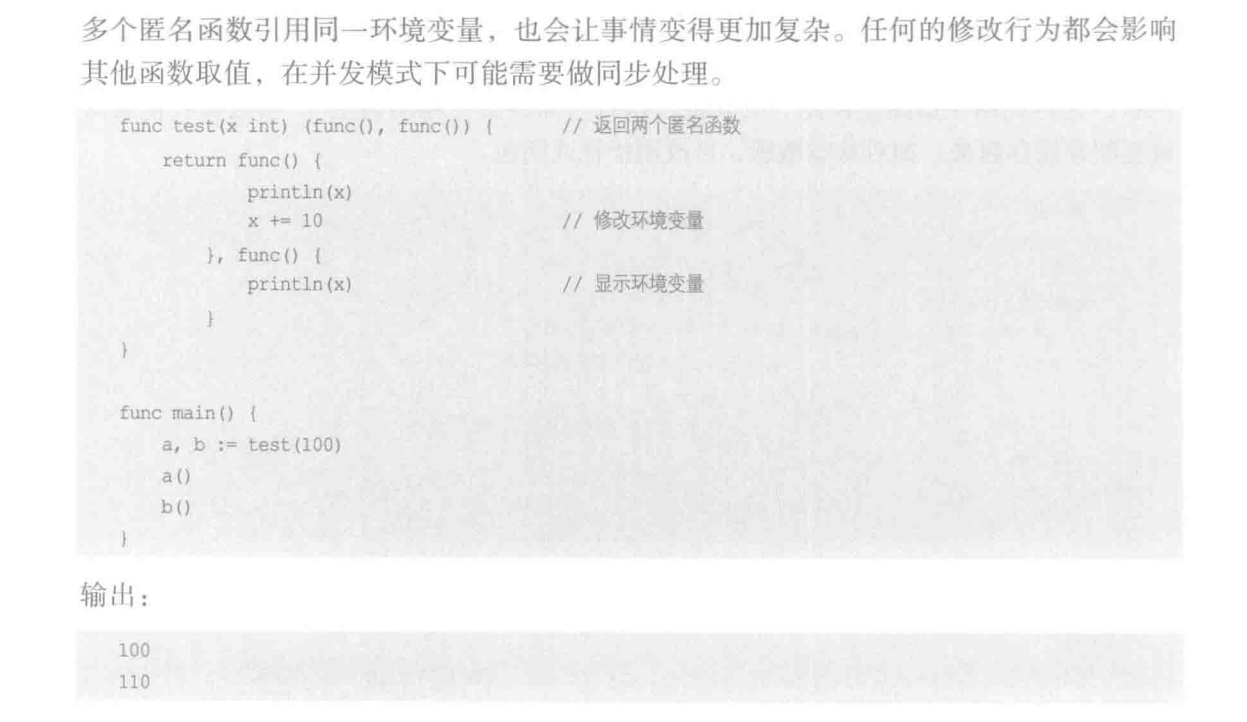 多个匿名函数引用同一环境变量，也会让事情变得更加复杂。任何的修改行为都会影响
其他函数取值，在并发模式下可能需要做同步处理。
func test(x int) (func(), func()) {        // 返回两个匿名函数
    return func() {
            println(x)
            x += 10                        // 修改环境变量
        }, func() {
            println(x)                     // 显示环境变量
        }
}
func main() {
    a, b := test(100)
    a()
    b()
}
输出：
100
110